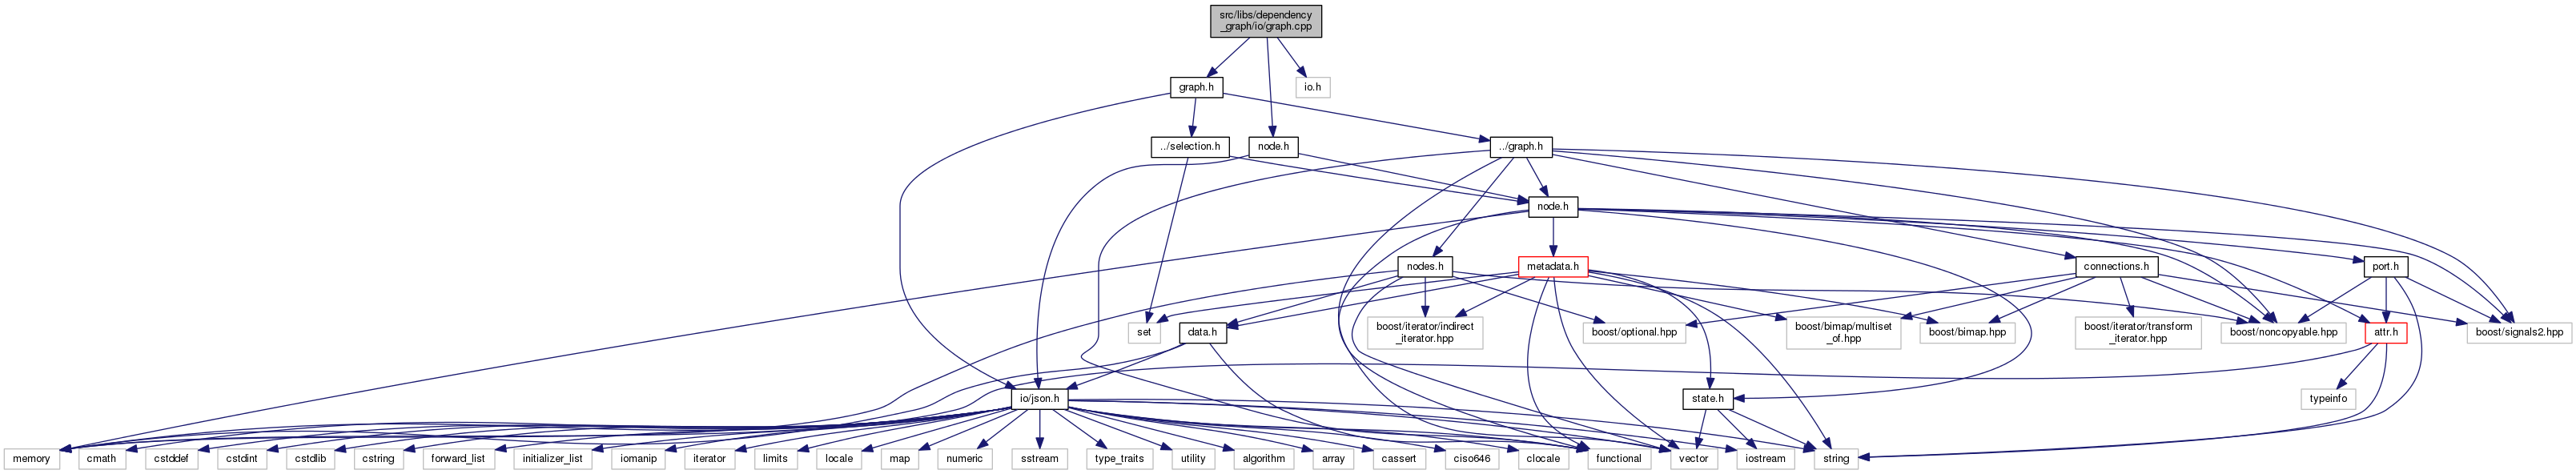 src/libs/dependency
_graph/io/graph.cpp
graph.h
io.h
../selection.h
node.h
../graph.h
node.h
nodes.h
metadata.h
connections.h
port.h
set
data.h
boost/iterator/indirect
_iterator.hpp
boost/optional.hpp
boost/bimap/multiset
_of.hpp
boost/bimap.hpp
boost/iterator/transform
_iterator.hpp
boost/noncopyable.hpp
attr.h
boost/signals2.hpp
io/json.h
state.h
typeinfo
memory
cmath
cstddef
cstdint
cstdlib
cstring
forward_list
initializer_list
iomanip
iterator
limits
locale
map
numeric
sstream
type_traits
utility
algorithm
array
cassert
ciso646
clocale
functional
vector
iostream
string